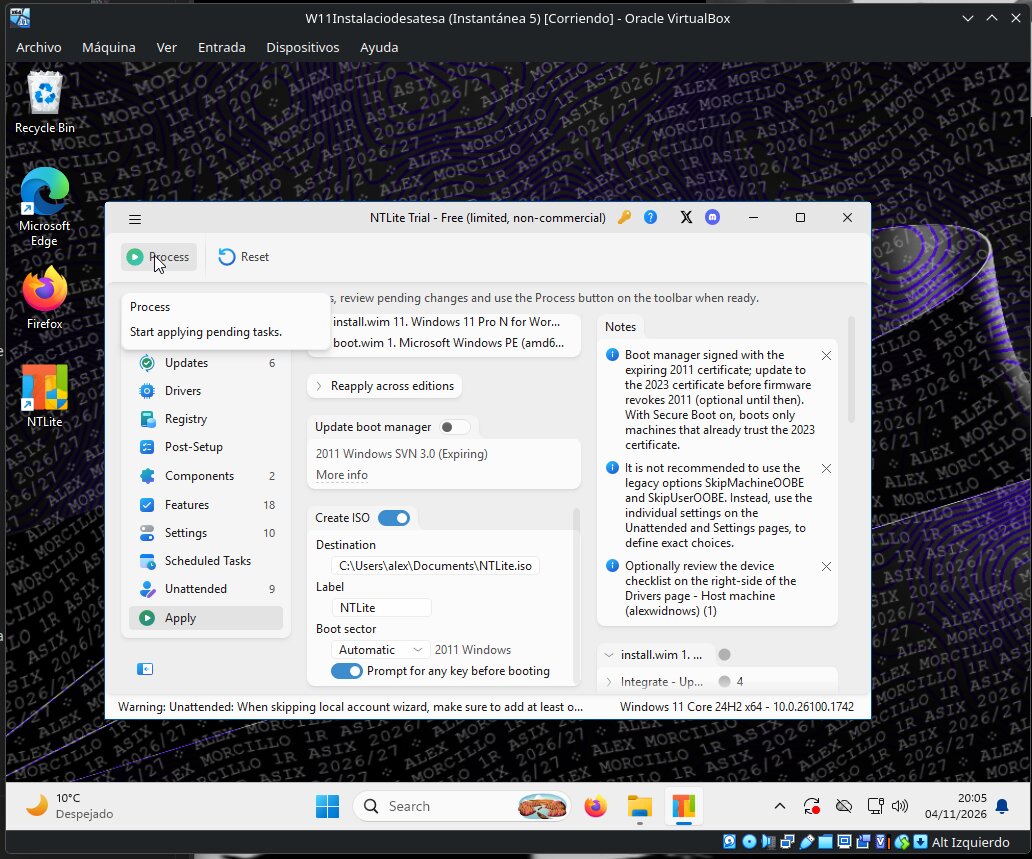 W11Instalaciodesatesa (Instantánea 5) [Corriendo] - Oracle VirtualBox
Archivo Máquina Ver Entrada Dispositivos Ayuda
ALEX MORCILLO 1R ASIX 2026/27
Recycle Bin
Microsoft
Edge
Firefox
NTLite
NTLite Trial - Free (limited, non-commercial)
Process
Reset
s, review pending changes and use the Process button on the toolbar when ready.
Process
Start applying pending tasks.
Updates 6
Drivers
Registry
Post-Setup
Components 2
Features 18
Settings 10
Scheduled Tasks
Unattended 9
Apply
install.wim 11. Windows 11 Pro N for Wor...
boot.wim 1. Microsoft Windows PE (amd6...
Reapply across editions
Update boot manager
2011 Windows SVN 3.0 (Expiring)
More info
Create ISO
Destination
C:\Users\alex\Documents\NTLite.iso
Label
NTLite
Boot sector
Automatic 2011 Windows
Prompt for any key before booting
Notes
Boot manager signed with the
expiring 2011 certificate; update to
the 2023 certificate before firmware
revokes 2011 (optional until then).
With Secure Boot on, boots only
machines that already trust the 2023
certificate.
It is not recommended to use the
legacy options SkipMachineOOBE
and SkipUserOOBE. Instead, use the
individual settings on the
Unattended and Settings pages, to
define exact choices.
Optionally review the device
checklist on the right-side of the
Drivers page - Host machine
(alexwidnows) (1)
install.wim 1. ...
Integrate - Up... 4
Warning: Unattended: When skipping local account wizard, make sure to add at least o...
Windows 11 Core 24H2 x64 - 10.0.26100.1742
10°C
Despejado
Search
20:05
04/11/2026
Alt Izquierdo